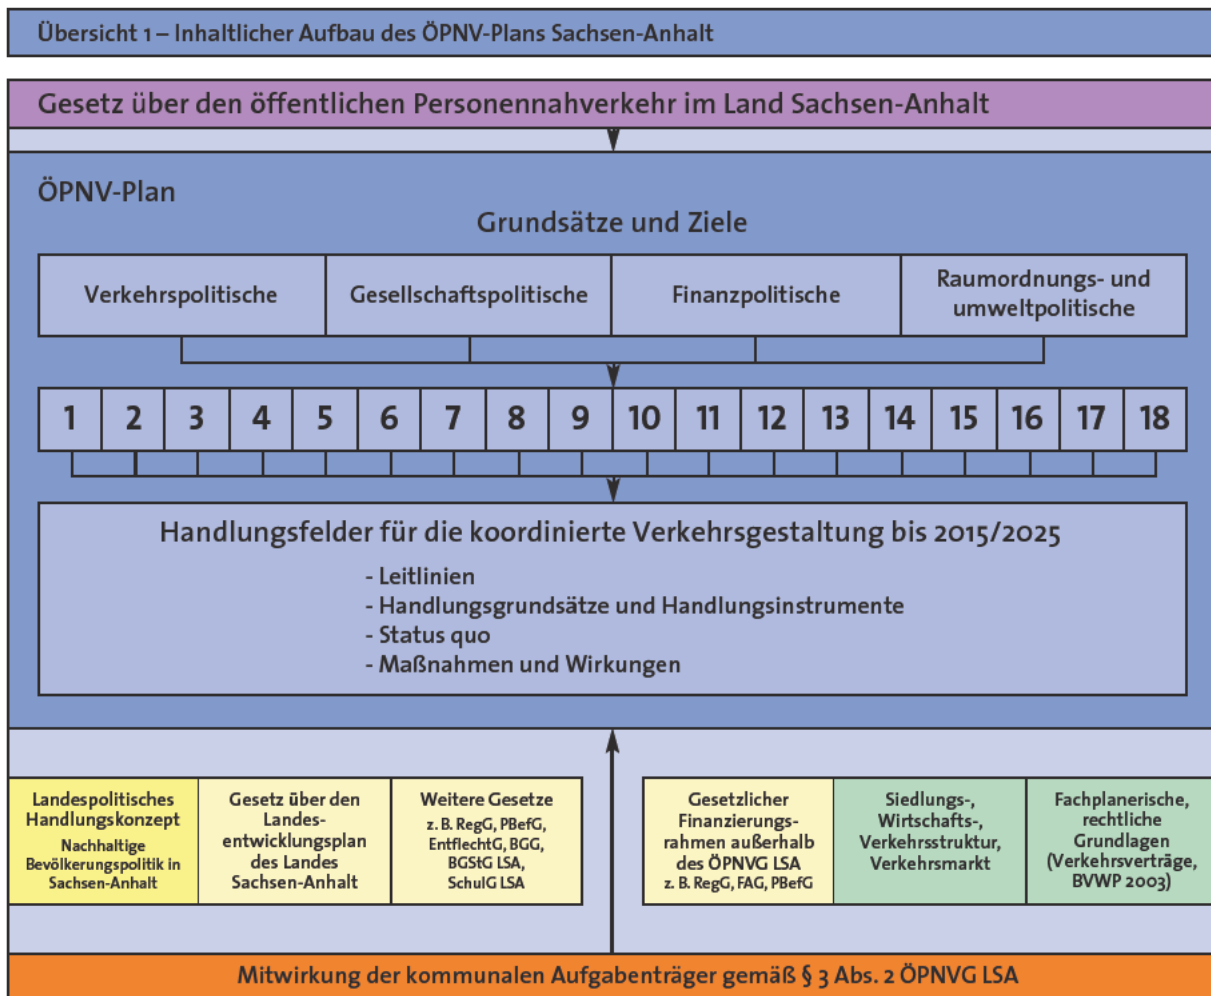 Übersicht 1 – Inhaltlicher Aufbau des ÖPNV-Plans Sachsen-Anhalt
Gesetz über den öffentlichen Personennahverkehr im Land Sachsen-Anhalt
ÖPNV-Plan
Grundsätze und Ziele
Verkehrspolitische
Gesellschaftspolitische
Finanzpolitische
Raumordnungs- und
umweltpolitische
1 2 3 4 5 6 7 8 9 10 11 12 13 14 15 16 17 18
Handlungsfelder für die koordinierte Verkehrsgestaltung bis 2015/2025
- Leitlinien
- Handlungsgrundsätze und Handlungsinstrumente
- Status quo
- Maßnahmen und Wirkungen
Landespolitisches
Handlungskonzept
Nachhaltige
Bevölkerungspolitik in
Sachsen-Anhalt
Gesetz über den
Landes-
entwicklungsplan
des Landes
Sachsen-Anhalt
Weitere Gesetze
z. B. RegG, PBefG,
EntflechtG, BGG,
BGStG LSA,
SchulG LSA
Gesetzlicher
Finanzierungs-
rahmen außerhalb
des ÖPNVG LSA
z. B. RegG, FAG, PBefG
Siedlungs-,
Wirtschafts-,
Verkehrsstruktur,
Verkehrsmarkt
Fachplanerische,
rechtliche
Grundlagen
(Verkehrsverträge,
BVWP 2003)
Mitwirkung der kommunalen Aufgabenträger gemäß § 3 Abs. 2 ÖPNVG LSA